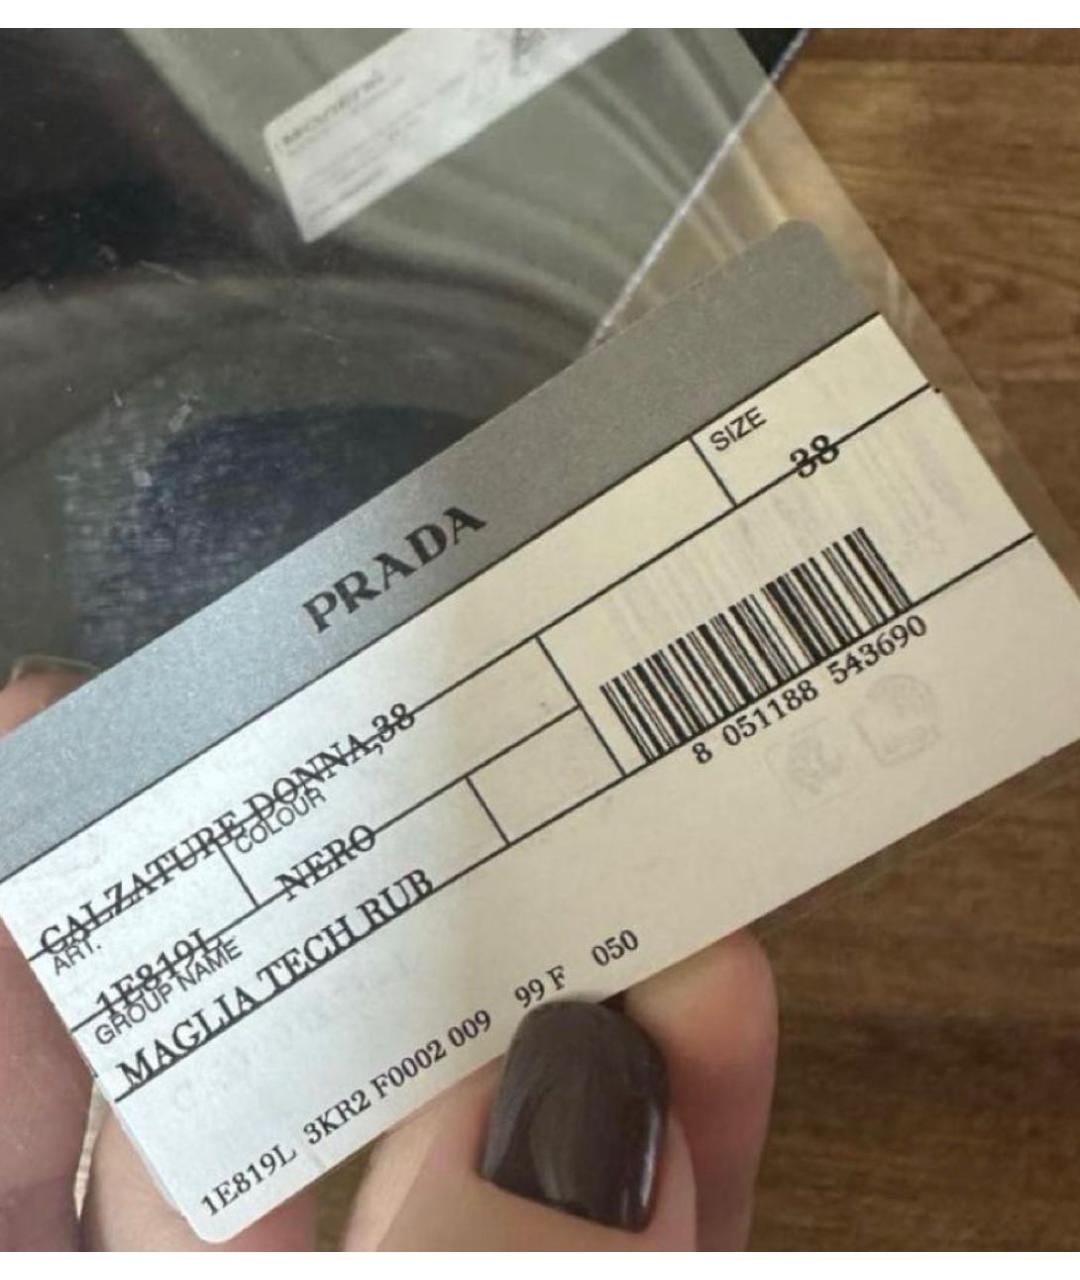 PRADA
SIZE
38
CALZATURE DONNA,38
ART.
COLOUR
1E819L
NERO
GROUP NAME
MAGLIA TECH RUB
8 051188 543690
1E819L 3KR2 F0002 009 99 F 050